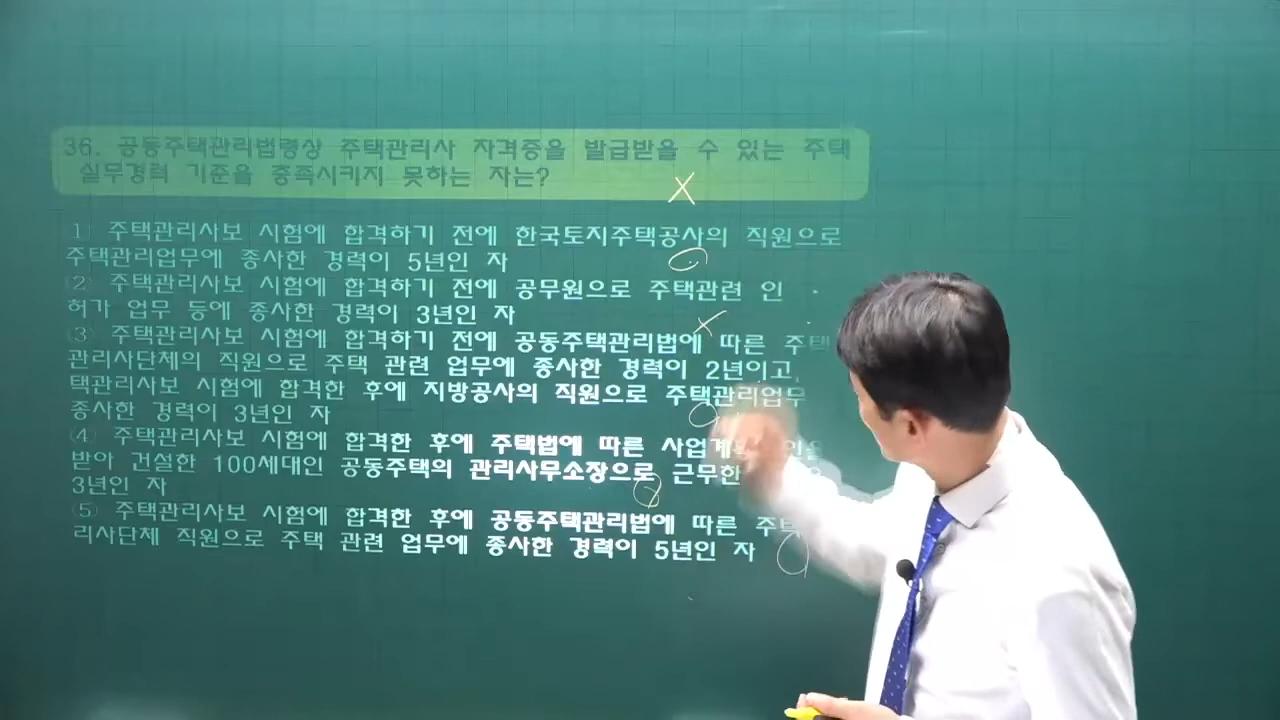 36. 공동주택관리법령상 주택관리사 자격증을 발급받을 수 있는 주택
실무경력 기준을 충족시키지 못하는 자는?
X
① 주택관리사보 시험에 합격하기 전에 한국토지주택공사의 직원으로
주택관리업무에 종사한 경력이 5년인 자
② 주택관리사보 시험에 합격하기 전에 공무원으로 주택관련 인 ·
허가 업무 등에 종사한 경력이 3년인 자
③ 주택관리사보 시험에 합격하기 전에 공동주택관리법에 따른 주택
관리사단체의 직원으로 주택 관련 업무에 종사한 경력이 2년이고,
택관리사보 시험에 합격한 후에 지방공사의 직원으로 주택관리업무
종사한 경력이 3년인 자
④ 주택관리사보 시험에 합격한 후에 주택법에 따른
받아 건설한 100세대인 공동주택의 관리사무소장으로 근무한
3년인 자
⑤ 주택관리사보 시험에 합격한 후에 공동주택관리법에 따른
리사단체 직원으로 주택 관련 업무에 종사한 경력이 5년인 자